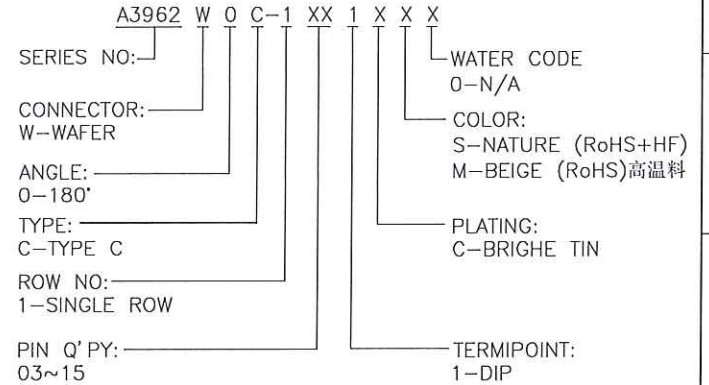 A3962 W 0 C-1 XX 1 X X X
SERIES NO:
CONNECTOR:
W-WAFER
ANGLE:
0-180°
TYPE:
C-TYPE C
ROW NO:
1-SINGLE ROW
PIN Q'PY:
03~15
WATER CODE
0-N/A
COLOR:
S-NATURE (RoHS+HF)
M-BEIGE (RoHS)高温料
PLATING:
C-BRIGHE TIN
TERMIPOINT:
1-DIP